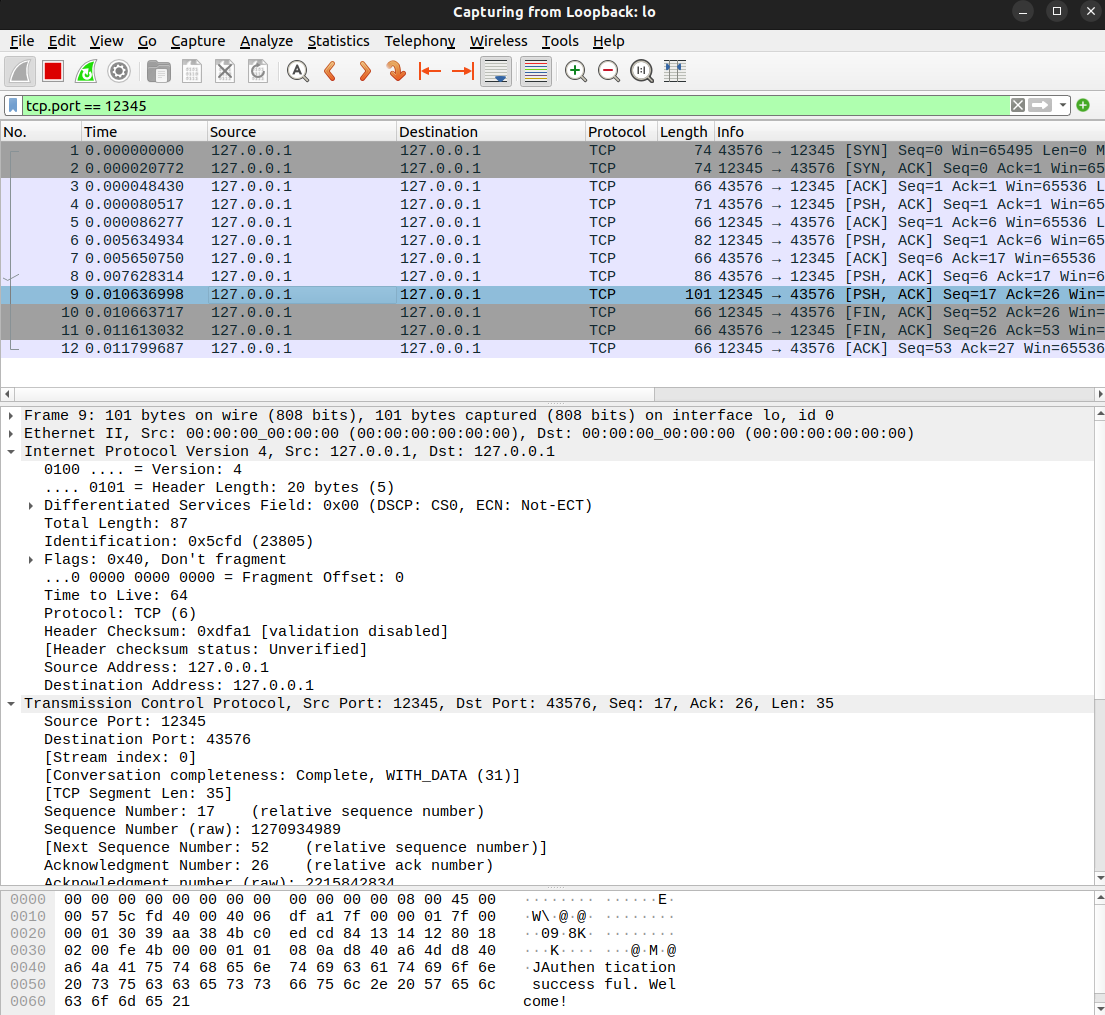 Capturing from Loopback: lo
File Edit View Go Capture Analyze Statistics Telephony Wireless Tools Help
tcp.port == 12345
No. Time Source Destination Protocol Length Info
1 0.000000000 127.0.0.1 127.0.0.1 TCP 74 43576 → 12345 [SYN] Seq=0 Win=65495 Len=0 M
2 0.000020772 127.0.0.1 127.0.0.1 TCP 74 12345 → 43576 [SYN, ACK] Seq=0 Ack=1 Win=65
3 0.000048430 127.0.0.1 127.0.0.1 TCP 66 43576 → 12345 [ACK] Seq=1 Ack=1 Win=65536 L
4 0.000080517 127.0.0.1 127.0.0.1 TCP 71 43576 → 12345 [PSH, ACK] Seq=1 Ack=1 Win=65
5 0.000086277 127.0.0.1 127.0.0.1 TCP 66 12345 → 43576 [ACK] Seq=1 Ack=6 Win=65536 L
6 0.005634934 127.0.0.1 127.0.0.1 TCP 82 12345 → 43576 [PSH, ACK] Seq=1 Ack=6 Win=65
7 0.005650750 127.0.0.1 127.0.0.1 TCP 66 43576 → 12345 [ACK] Seq=6 Ack=17 Win=65536
8 0.007628314 127.0.0.1 127.0.0.1 TCP 86 43576 → 12345 [PSH, ACK] Seq=6 Ack=17 Win=6
9 0.010636998 127.0.0.1 127.0.0.1 TCP 101 12345 → 43576 [PSH, ACK] Seq=17 Ack=26 Win=
10 0.010663717 127.0.0.1 127.0.0.1 TCP 66 12345 → 43576 [FIN, ACK] Seq=52 Ack=26 Win=
11 0.011613032 127.0.0.1 127.0.0.1 TCP 66 43576 → 12345 [FIN, ACK] Seq=26 Ack=53 Win=
12 0.011799687 127.0.0.1 127.0.0.1 TCP 66 12345 → 43576 [ACK] Seq=53 Ack=27 Win=65536
Frame 9: 101 bytes on wire (808 bits), 101 bytes captured (808 bits) on interface lo, id 0
Ethernet II, Src: 00:00:00_00:00:00 (00:00:00:00:00:00), Dst: 00:00:00_00:00:00 (00:00:00:00:00:00)
Internet Protocol Version 4, Src: 127.0.0.1, Dst: 127.0.0.1
0100 .... = Version: 4
.... 0101 = Header Length: 20 bytes (5)
Differentiated Services Field: 0x00 (DSCP: CS0, ECN: Not-ECT)
Total Length: 87
Identification: 0x5cfd (23805)
Flags: 0x40, Don't fragment
...0 0000 0000 0000 = Fragment Offset: 0
Time to Live: 64
Protocol: TCP (6)
Header Checksum: 0xdfa1 [validation disabled]
[Header checksum status: Unverified]
Source Address: 127.0.0.1
Destination Address: 127.0.0.1
Transmission Control Protocol, Src Port: 12345, Dst Port: 43576, Seq: 17, Ack: 26, Len: 35
Source Port: 12345
Destination Port: 43576
[Stream index: 0]
[Conversation completeness: Complete, WITH_DATA (31)]
[TCP Segment Len: 35]
Sequence Number: 17 (relative sequence number)
Sequence Number (raw): 1270934989
[Next Sequence Number: 52 (relative sequence number)]
Acknowledgment Number: 26 (relative ack number)
Acknowledgment number (raw): 2215842834
0000 00 00 00 00 00 00 00 00 00 00 00 00 08 00 45 00 ········ ······E·
0010 00 57 5c fd 40 00 40 06 df a1 7f 00 00 01 7f 00 ·W\·@·@· ········
0020 00 01 30 39 aa 38 4b c0 ed cd 84 13 14 12 80 18 ··09·8K· ········
0030 02 00 fe 4b 00 00 01 01 08 0a d8 40 a6 4d d8 40 ···K···· ···@·M·@
0040 a6 4a 41 75 74 68 65 6e 74 69 63 61 74 69 6f 6e ·JAuthen tication
0050 20 73 75 63 63 65 73 73 66 75 6c 2e 20 57 65 6c success ful. Wel
0060 63 6f 6d 65 21 come!